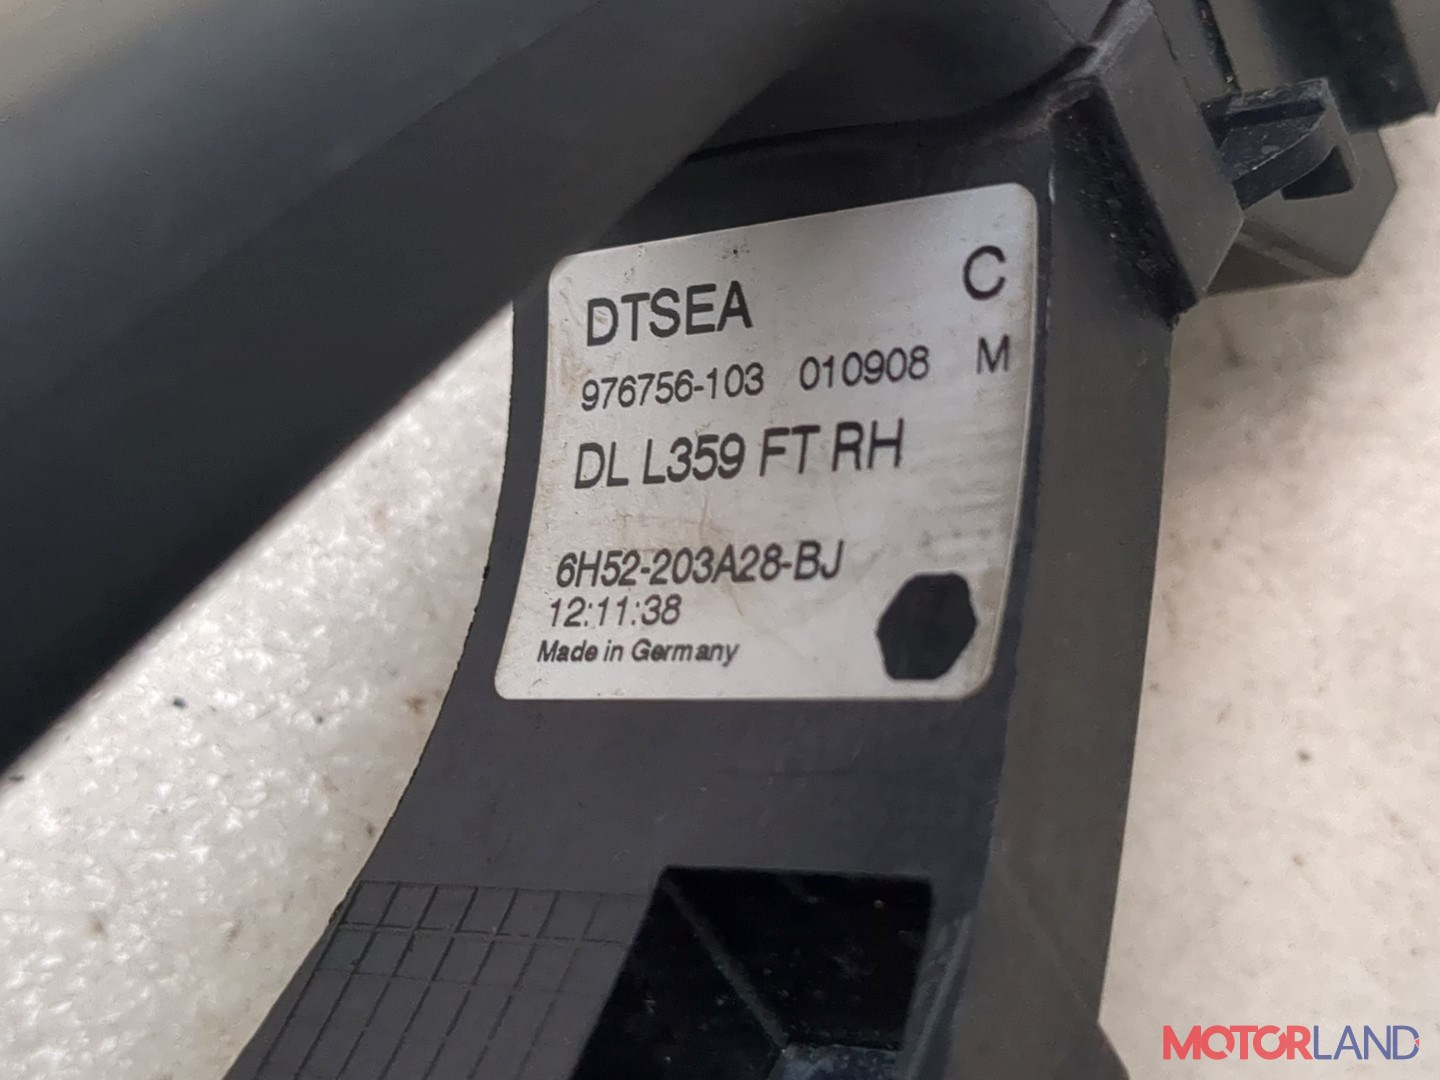 DTSEA C
976756-103 010908 M
DL L359 FT RH
6H52-203A28-BJ
12:11:38
Made in Germany
MOTORLAND